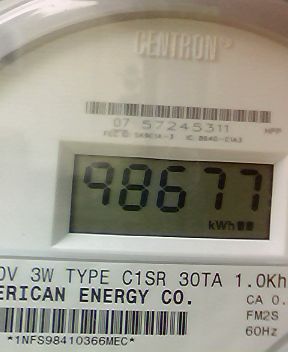 CENTRON
07 57245311 HPP
98677
kWh
0V 3W TYPE C1SR 30TA 1.0Kh
ERICAN ENERGY CO. CA 0.
FM2S
60Hz
*1NFS98410366MEC*